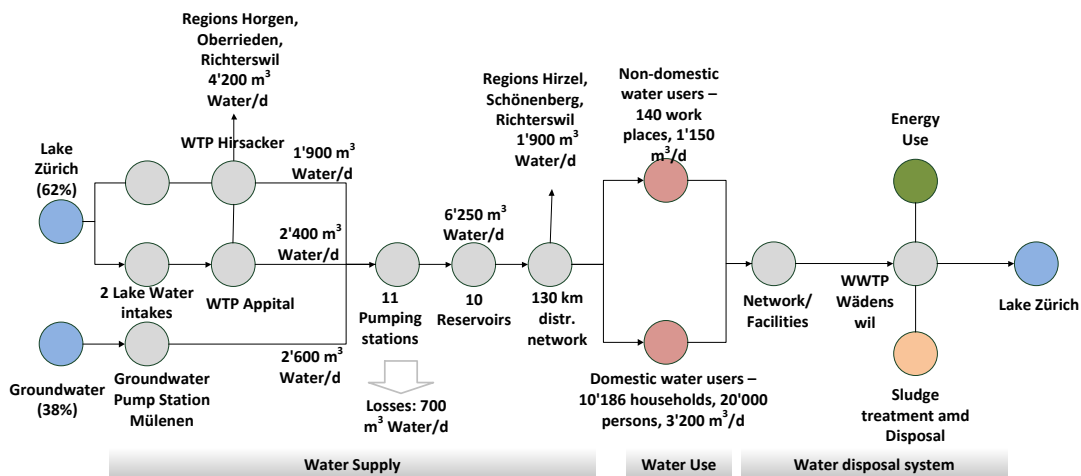 Regions Horgen,
Oberrieden,
Richterswil
4'200 m³
Water/d
Regions Hirzel,
Schönenberg,
Richterswil
1'900 m³
Water/d
Non-domestic
water users –
140 work
places, 1'150
m³/d
Energy
Use
Lake
Zürich
(62%)
WTP Hirsacker
1'900 m³
Water/d
2'400 m³
Water/d
6'250 m³
Water/d
2 Lake Water
intakes
WTP Appital
11
Pumping
stations
10
Reservoirs
130 km
distr.
network
Network/
Facilities
WWTP
Wädens
wil
Lake Zürich
2'600 m³
Water/d
Groundwater
(38%)
Groundwater
Pump Station
Mülenen
Losses: 700
m³ Water/d
Domestic water users –
10'186 households, 20'000
persons, 3'200 m³/d
Sludge
treatment amd
Disposal
Water Supply
Water Use
Water disposal system